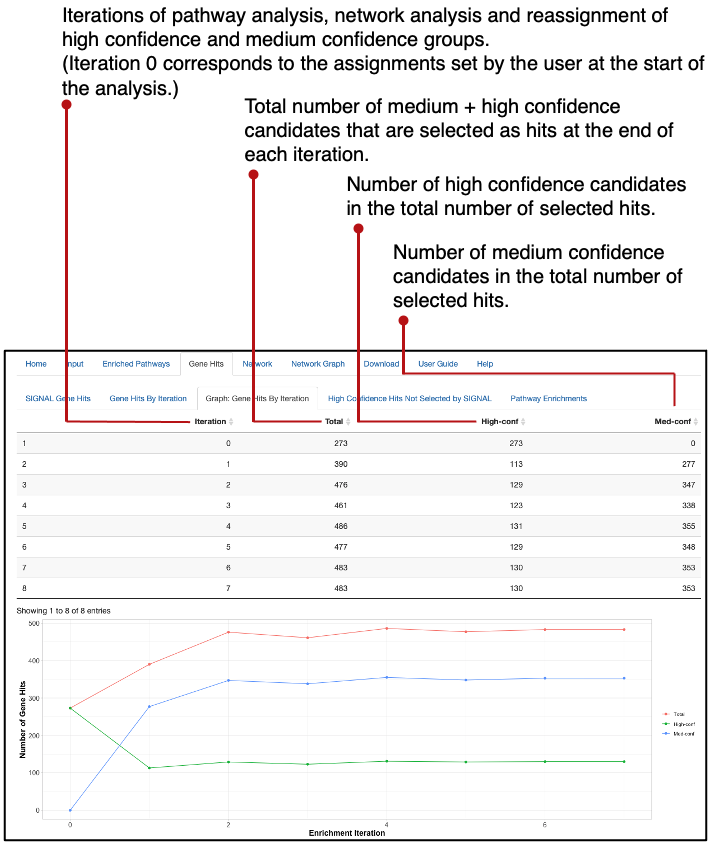 Iterations of pathway analysis, network analysis and reassignment of
high confidence and medium confidence groups.
(Iteration 0 corresponds to the assignments set by the user at the start of
the analysis.)
Total number of medium + high confidence
candidates that are selected as hits at the end of
each iteration.
Number of high confidence candidates
in the total number of selected hits.
Number of medium confidence
candidates in the total number of
selected hits.
Home Input Enriched Pathways Gene Hits Network Network Graph Download User Guide Help
SIGNAL Gene Hits Gene Hits By Iteration Graph: Gene Hits By Iteration High Confidence Hits Not Selected by SIGNAL Pathway Enrichments
Iteration Total High-conf Med-conf
1 0 273 273 0
2 1 390 113 277
3 2 476 129 347
4 3 461 123 338
5 4 486 131 355
6 5 477 129 348
7 6 483 130 353
8 7 483 130 353
Showing 1 to 8 of 8 entries
500
400
300
200
100
0
Number of Gene Hits
0 2 4 6
Enrichment Iteration
Total
High-conf
Med-conf